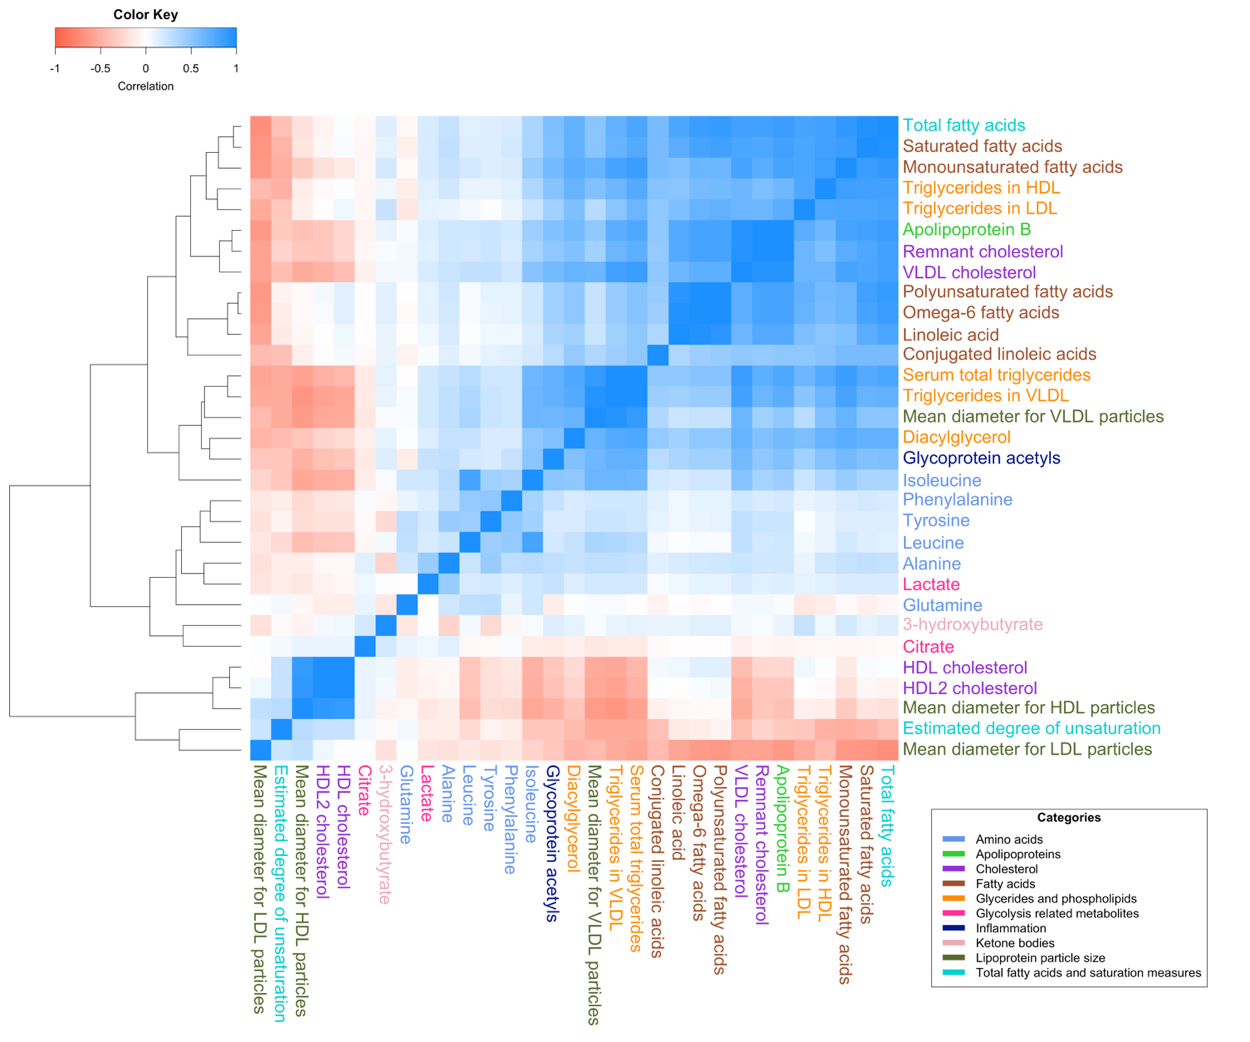 Color Key
-1 -0.5 0 0.5 1
Correlation
Total fatty acids
Saturated fatty acids
Monounsaturated fatty acids
Triglycerides in HDL
Triglycerides in LDL
Apolipoprotein B
Remnant cholesterol
VLDL cholesterol
Polyunsaturated fatty acids
Omega-6 fatty acids
Linoleic acid
Conjugated linoleic acids
Serum total triglycerides
Triglycerides in VLDL
Mean diameter for VLDL particles
Diacylglycerol
Glycoprotein acetyls
Isoleucine
Phenylalanine
Tyrosine
Leucine
Alanine
Lactate
Glutamine
3-hydroxybutyrate
Citrate
HDL cholesterol
HDL2 cholesterol
Mean diameter for HDL particles
Estimated degree of unsaturation
Mean diameter for LDL particles
Mean diameter for LDL particles
Estimated degree of unsaturation
Mean diameter for HDL particles
HDL2 cholesterol
HDL cholesterol
Citrate
3-hydroxybutyrate
Glutamine
Lactate
Alanine
Leucine
Tyrosine
Phenylalanine
Isoleucine
Glycoprotein acetyls
Diacylglycerol
Mean diameter for VLDL particles
Triglycerides in VLDL
Serum total triglycerides
Conjugated linoleic acids
Linoleic acid
Omega-6 fatty acids
Polyunsaturated fatty acids
VLDL cholesterol
Remnant cholesterol
Apolipoprotein B
Triglycerides in LDL
Triglycerides in HDL
Monounsaturated fatty acids
Saturated fatty acids
Total fatty acids
Categories
Amino acids
Apolipoproteins
Cholesterol
Fatty acids
Glycerides and phospholipids
Glycolysis related metabolites
Inflammation
Ketone bodies
Lipoprotein particle size
Total fatty acids and saturation measures